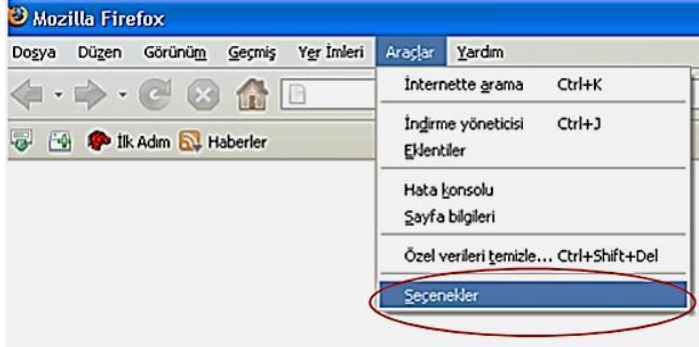 Mozilla Firefox
Dosya Düzen Görünüm Geçmiş Yer İmleri Araçlar Yardım
İnternette arama Ctrl+K
İndirme yöneticisi Ctrl+J
İlk Adım Haberler
Eklentiler
Hata konsolu
Sayfa bilgileri
Özel verileri temizle... Ctrl+Shift+Del
Seçenekler